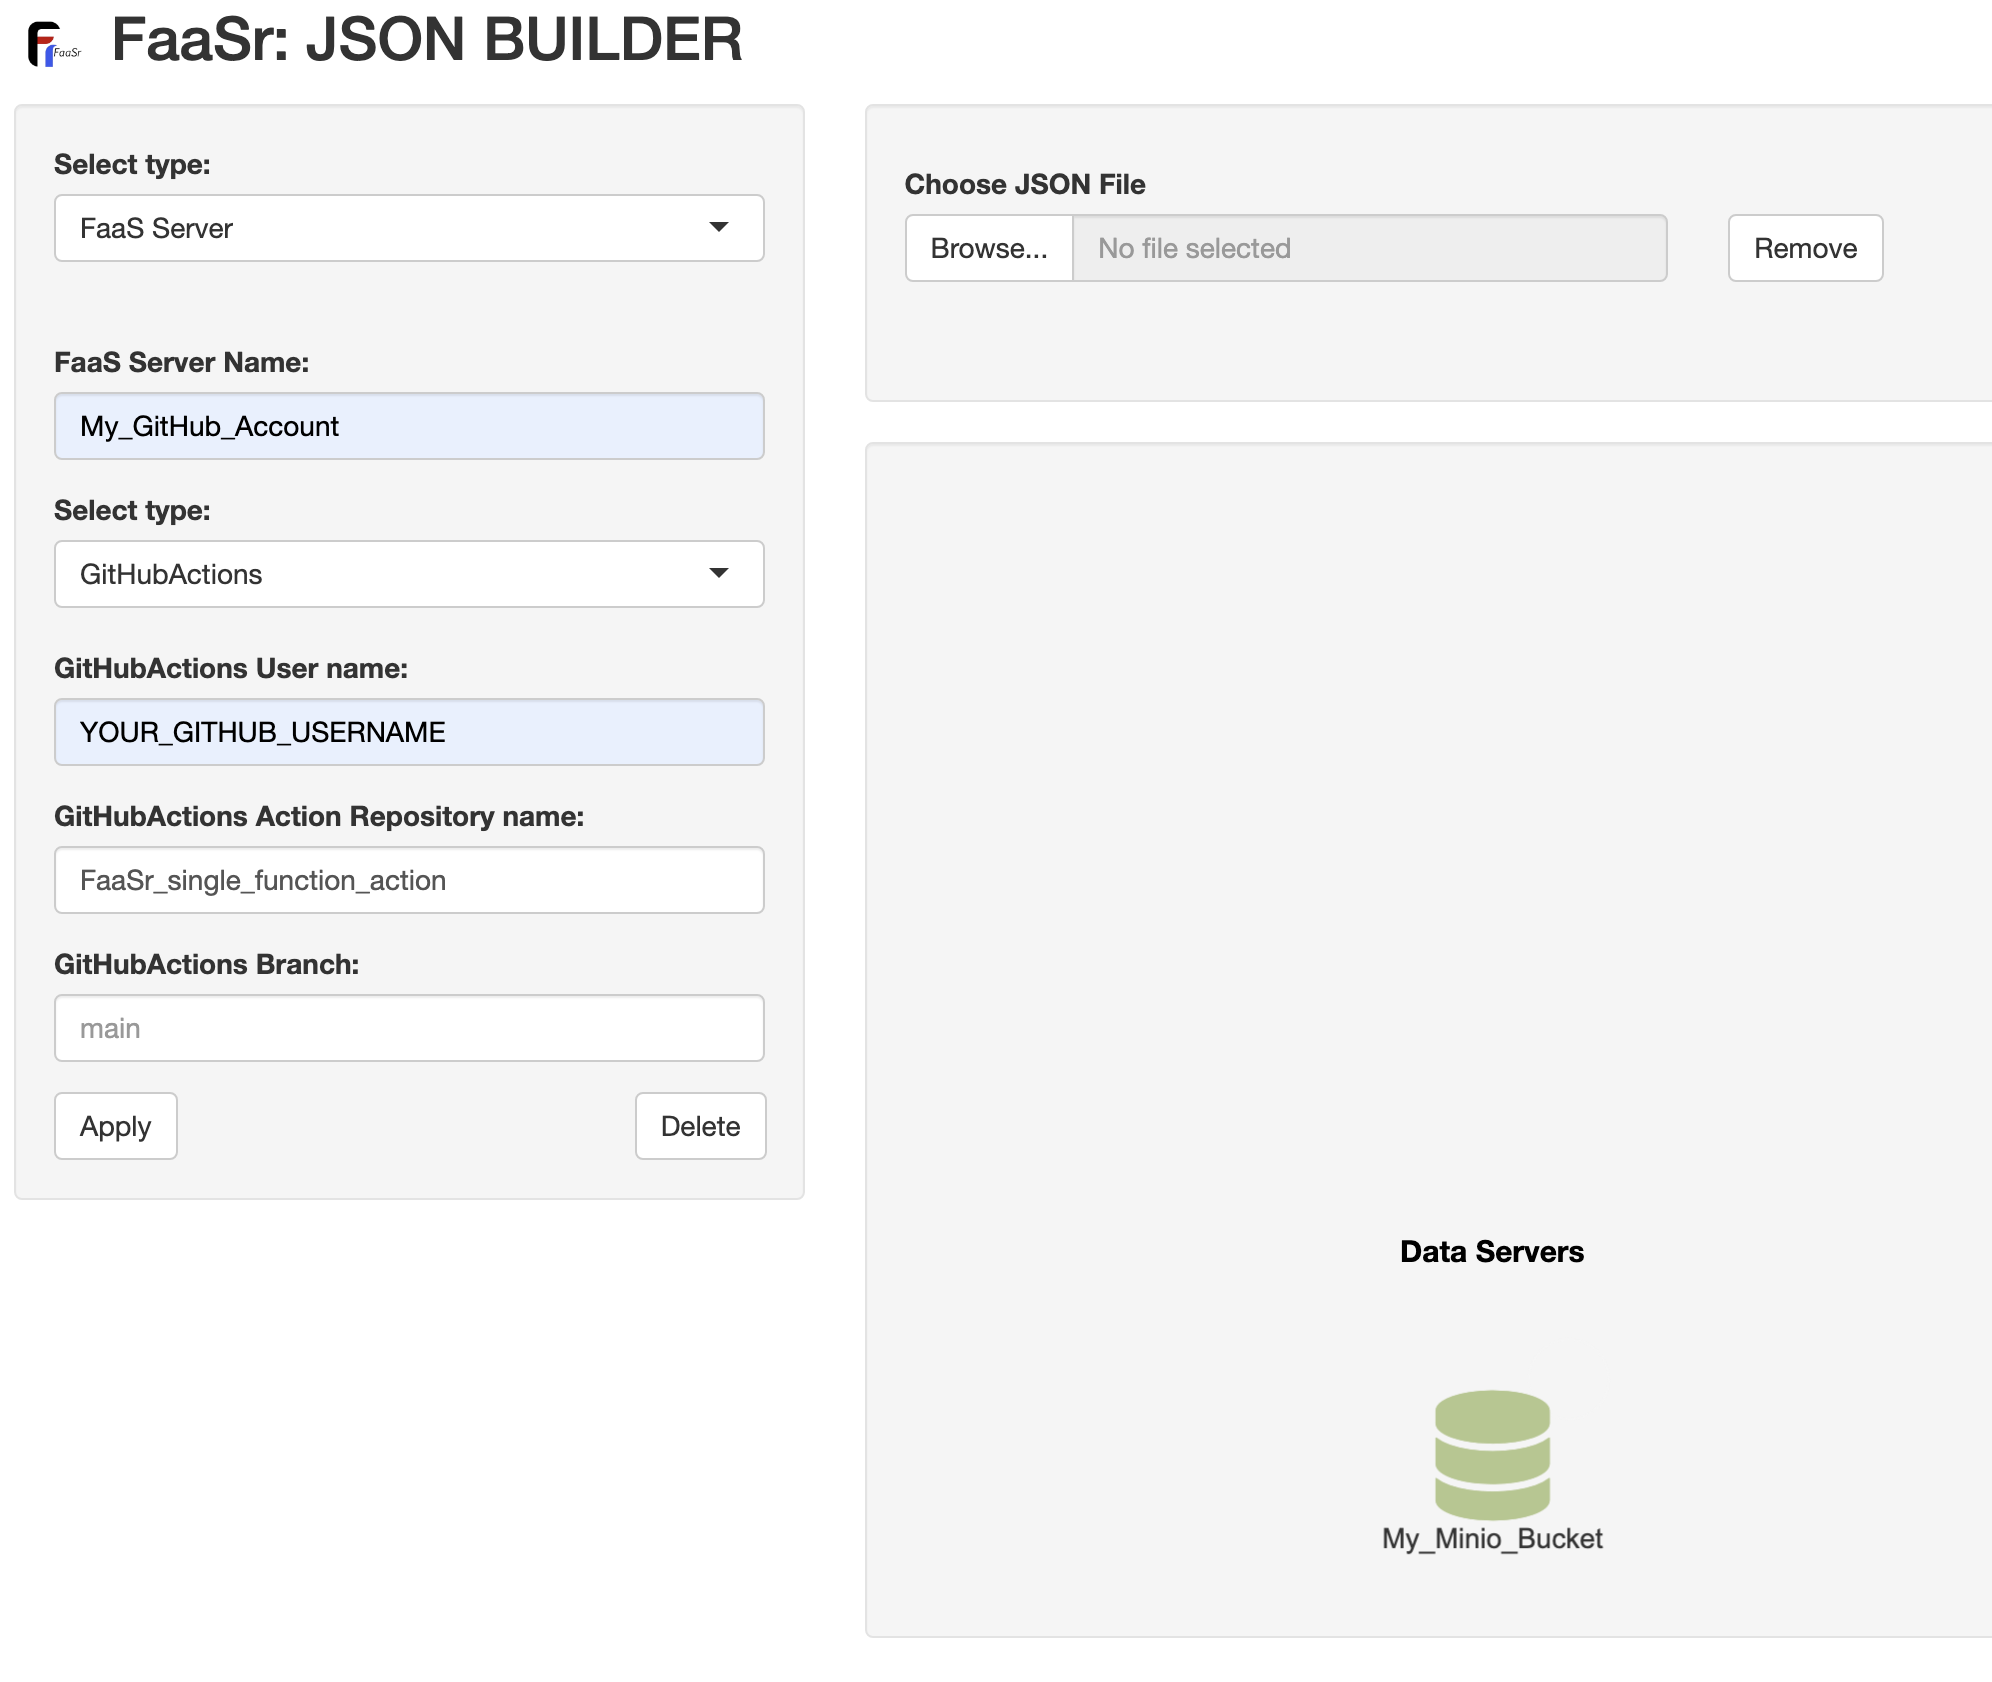 FaaSr
FaaSr: JSON BUILDER
Select type:
FaaS Server
FaaS Server Name:
My_GitHub_Account
Select type:
GitHubActions
GitHubActions User name:
YOUR_GITHUB_USERNAME
GitHubActions Action Repository name:
FaaSr_single_function_action
GitHubActions Branch:
main
Apply
Delete
Choose JSON File
Browse...
No file selected
Remove
Data Servers
My_Minio_Bucket